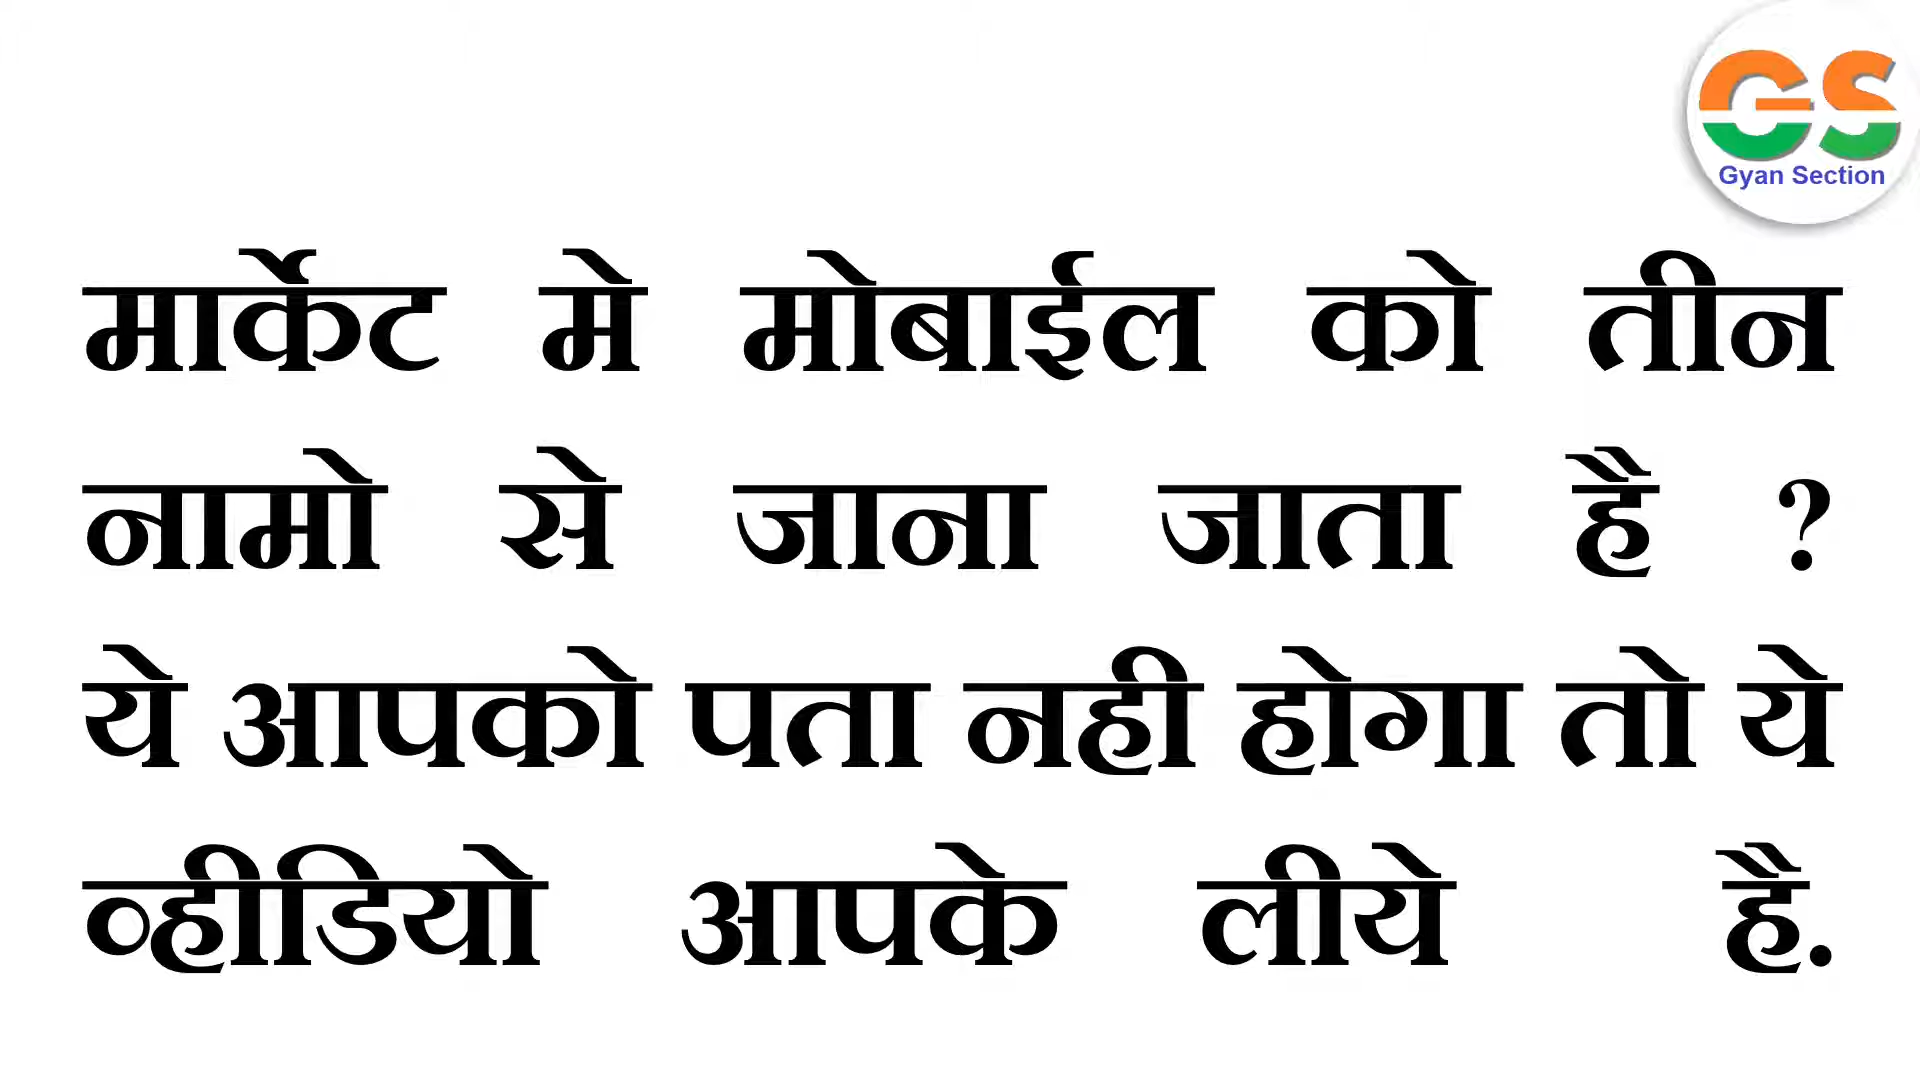 GS
Gyan Section
मार्केट मे मोबाईल को तीन
नामो से जाना जाता है ?
ये आपको पता नही होगा तो ये
व्हीडियो आपके लीये है.